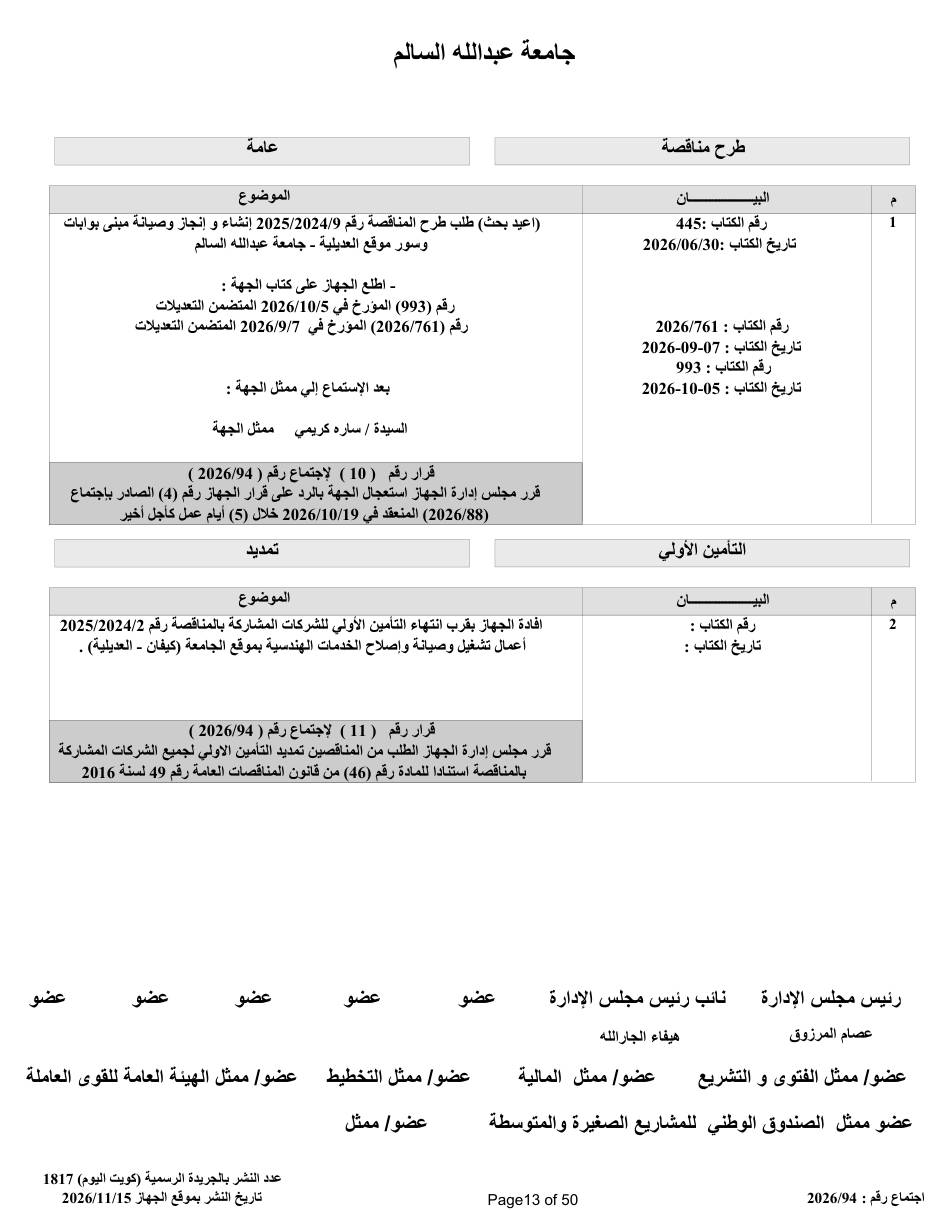 جامعة عبدالله السالم
طرح مناقصة
عامة
م
البيـــــــــــــــان
الموضوع
1
رقم الكتاب :445
تاريخ الكتاب :2026/06/30
رقم الكتاب : 2026/761
تاريخ الكتاب : 07-09-2026
رقم الكتاب : 993
تاريخ الكتاب : 05-10-2026
(اعيد بحث) طلب طرح المناقصة رقم 2025/2024/9 إنشاء و إنجاز وصيانة مبنى بوابات
وسور موقع العديلية - جامعة عبدالله السالم
- اطلع الجهاز على كتاب الجهة :
رقم (993) المؤرخ في 2026/10/5 المتضمن التعديلات
رقم (2026/761) المؤرخ في 2026/9/7 المتضمن التعديلات
بعد الإستماع إلي ممثل الجهة :
السيدة / ساره كريمي ممثل الجهة
قرار رقم ( 10 ) لإجتماع رقم ( 2026/94 )
قرر مجلس إدارة الجهاز استعجال الجهة بالرد على قرار الجهاز رقم (4) الصادر بإجتماع
(2026/88) المنعقد في 2026/10/19 خلال (5) أيام عمل كأجل أخير
التأمين الأولي
تمديد
م
البيـــــــــــــــان
الموضوع
2
رقم الكتاب :
تاريخ الكتاب :
افادة الجهاز بقرب انتهاء التأمين الأولي للشركات المشاركة بالمناقصة رقم 2025/2024/2
أعمال تشغيل وصيانة وإصلاح الخدمات الهندسية بموقع الجامعة (كيفان - العديلية) .
قرار رقم ( 11 ) لإجتماع رقم ( 2026/94 )
قرر مجلس إدارة الجهاز الطلب من المناقصين تمديد التأمين الاولي لجميع الشركات المشاركة
بالمناقصة استنادا للمادة رقم (46) من قانون المناقصات العامة رقم 49 لسنة 2016
رئيس مجلس الإدارة نائب رئيس مجلس الإدارة عضو عضو عضو عضو عضو
عصام المرزوق هيفاء الجارالله
عضو/ ممثل الفتوى و التشريع عضو/ ممثل المالية عضو/ ممثل التخطيط عضو/ ممثل الهيئة العامة للقوى العاملة
عضو ممثل الصندوق الوطني للمشاريع الصغيرة والمتوسطة عضو/ ممثل
عدد النشر بالجريدة الرسمية (كويت اليوم) 1817
اجتماع رقم : 2026/94 Page13 of 50 تاريخ النشر بموقع الجهاز 2026/11/15